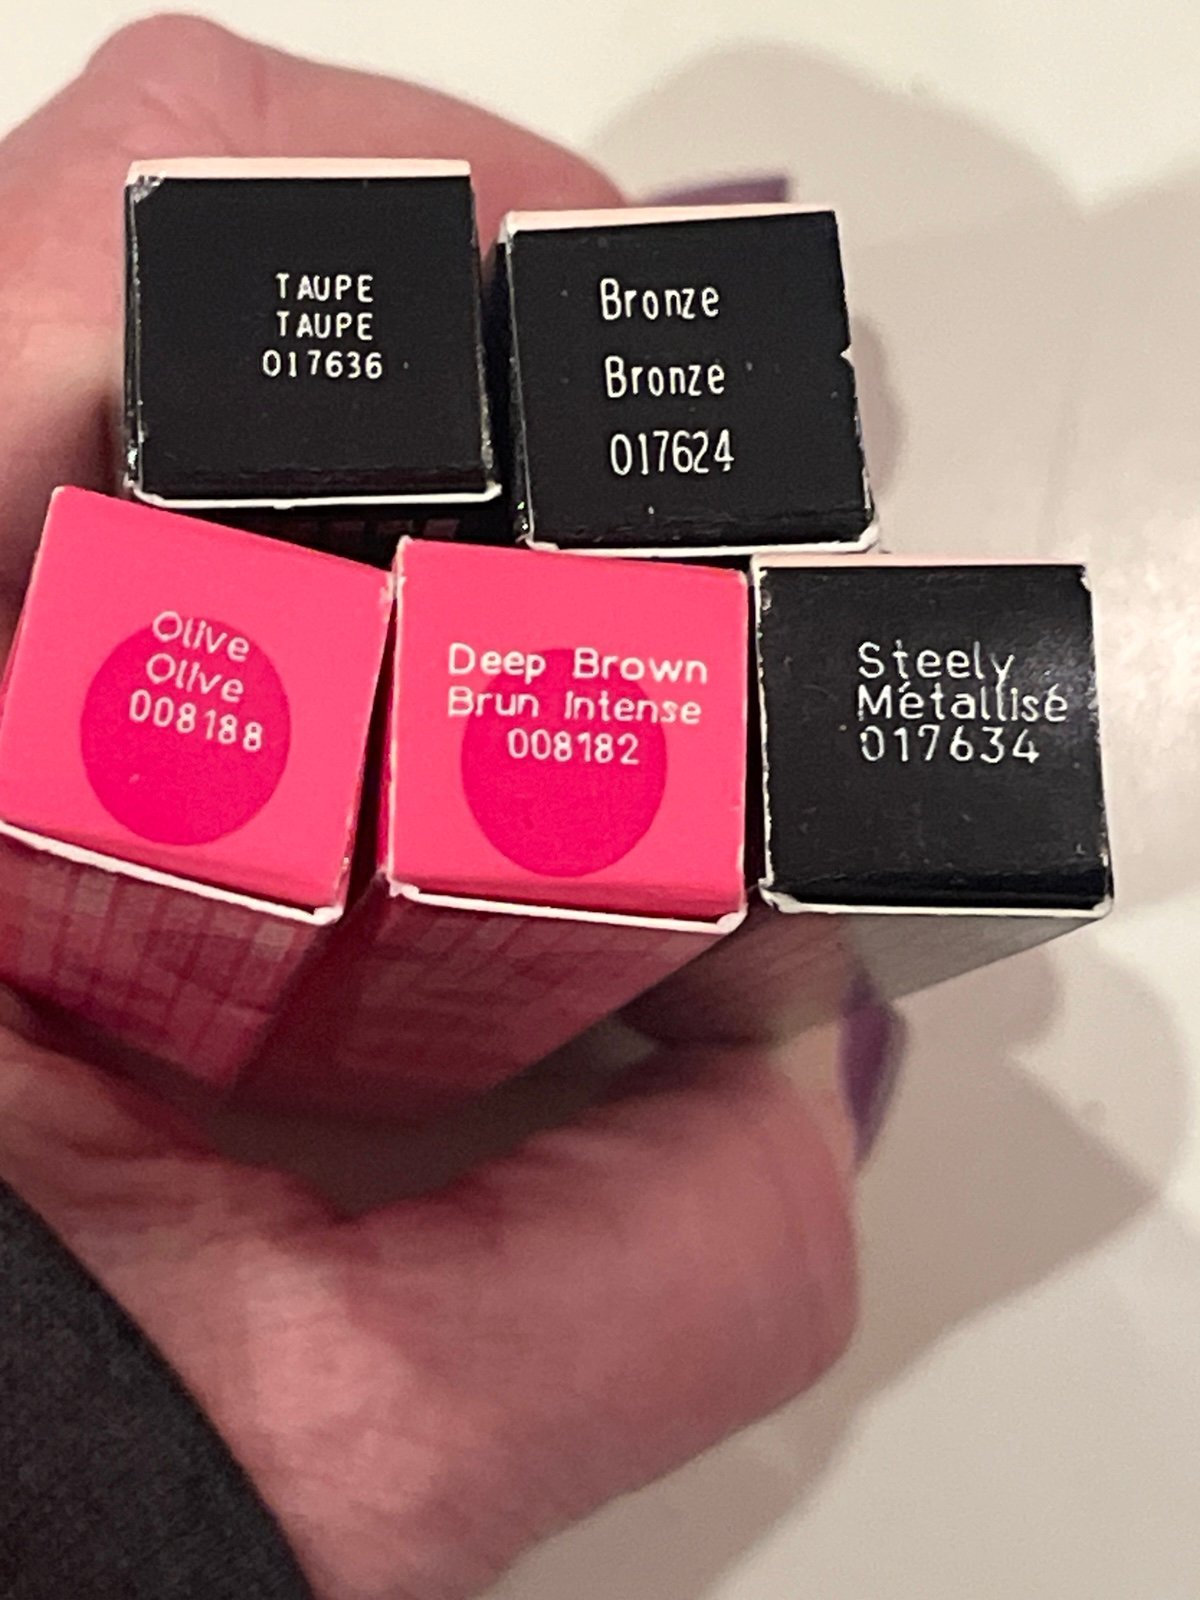 TAUPE
TAUPE
017636
Bronze
Bronze
017624
Olive
Olive
008188
Deep Brown
Brun Intense
008182
Steely
Métallisé
017634